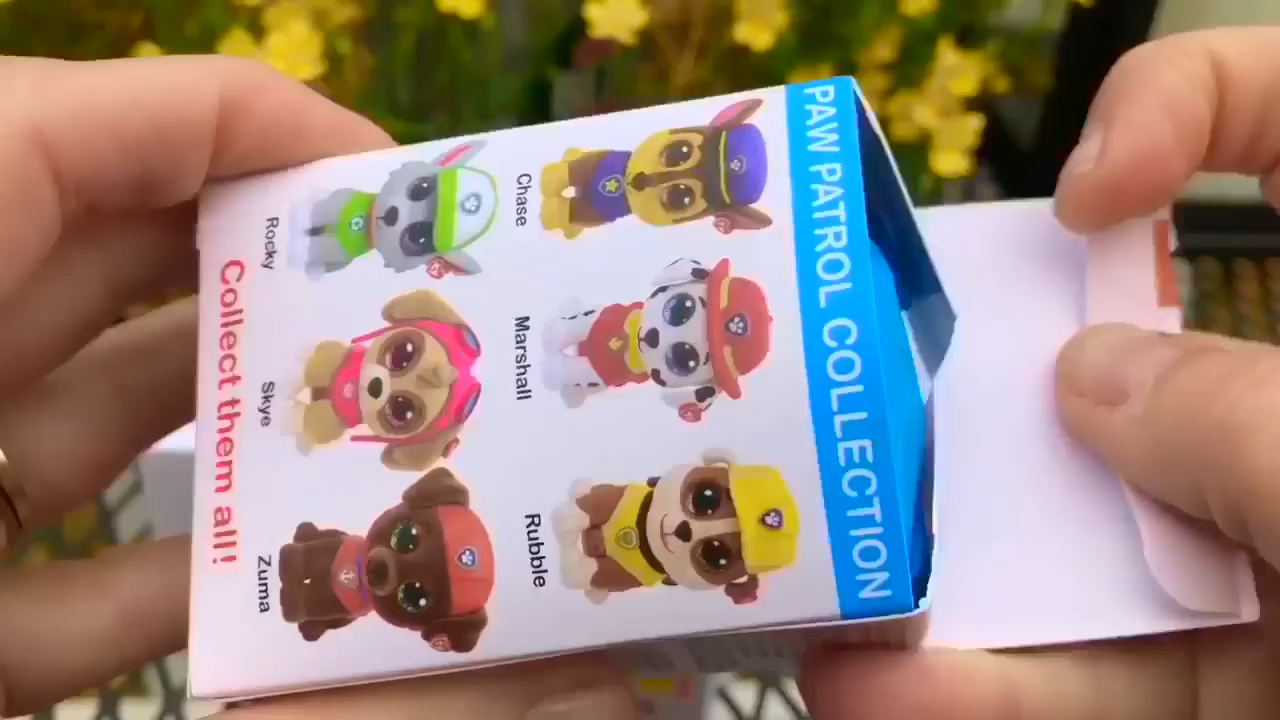 PAW PATROL COLLECTION
Chase
Marshall
Rubble
Rocky
Skye
Zuma
Collect them all!